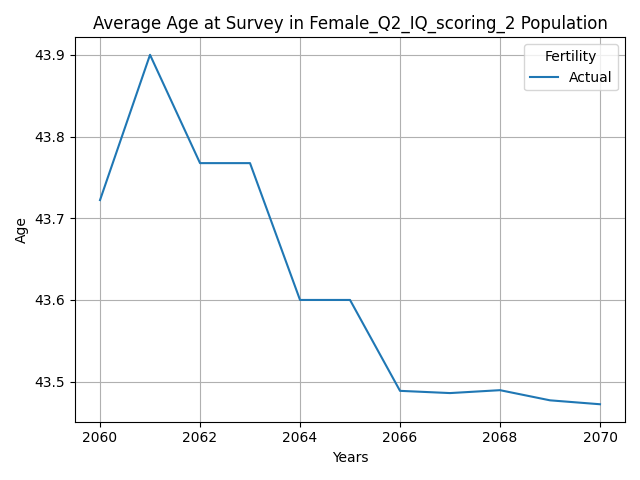 Average Age at Survey in Female_Q2_IQ_scoring_2 Population
Fertility
Actual
43.9
43.8
43.7
43.6
43.5
Age
2060 2062 2064 2066 2068 2070
Years